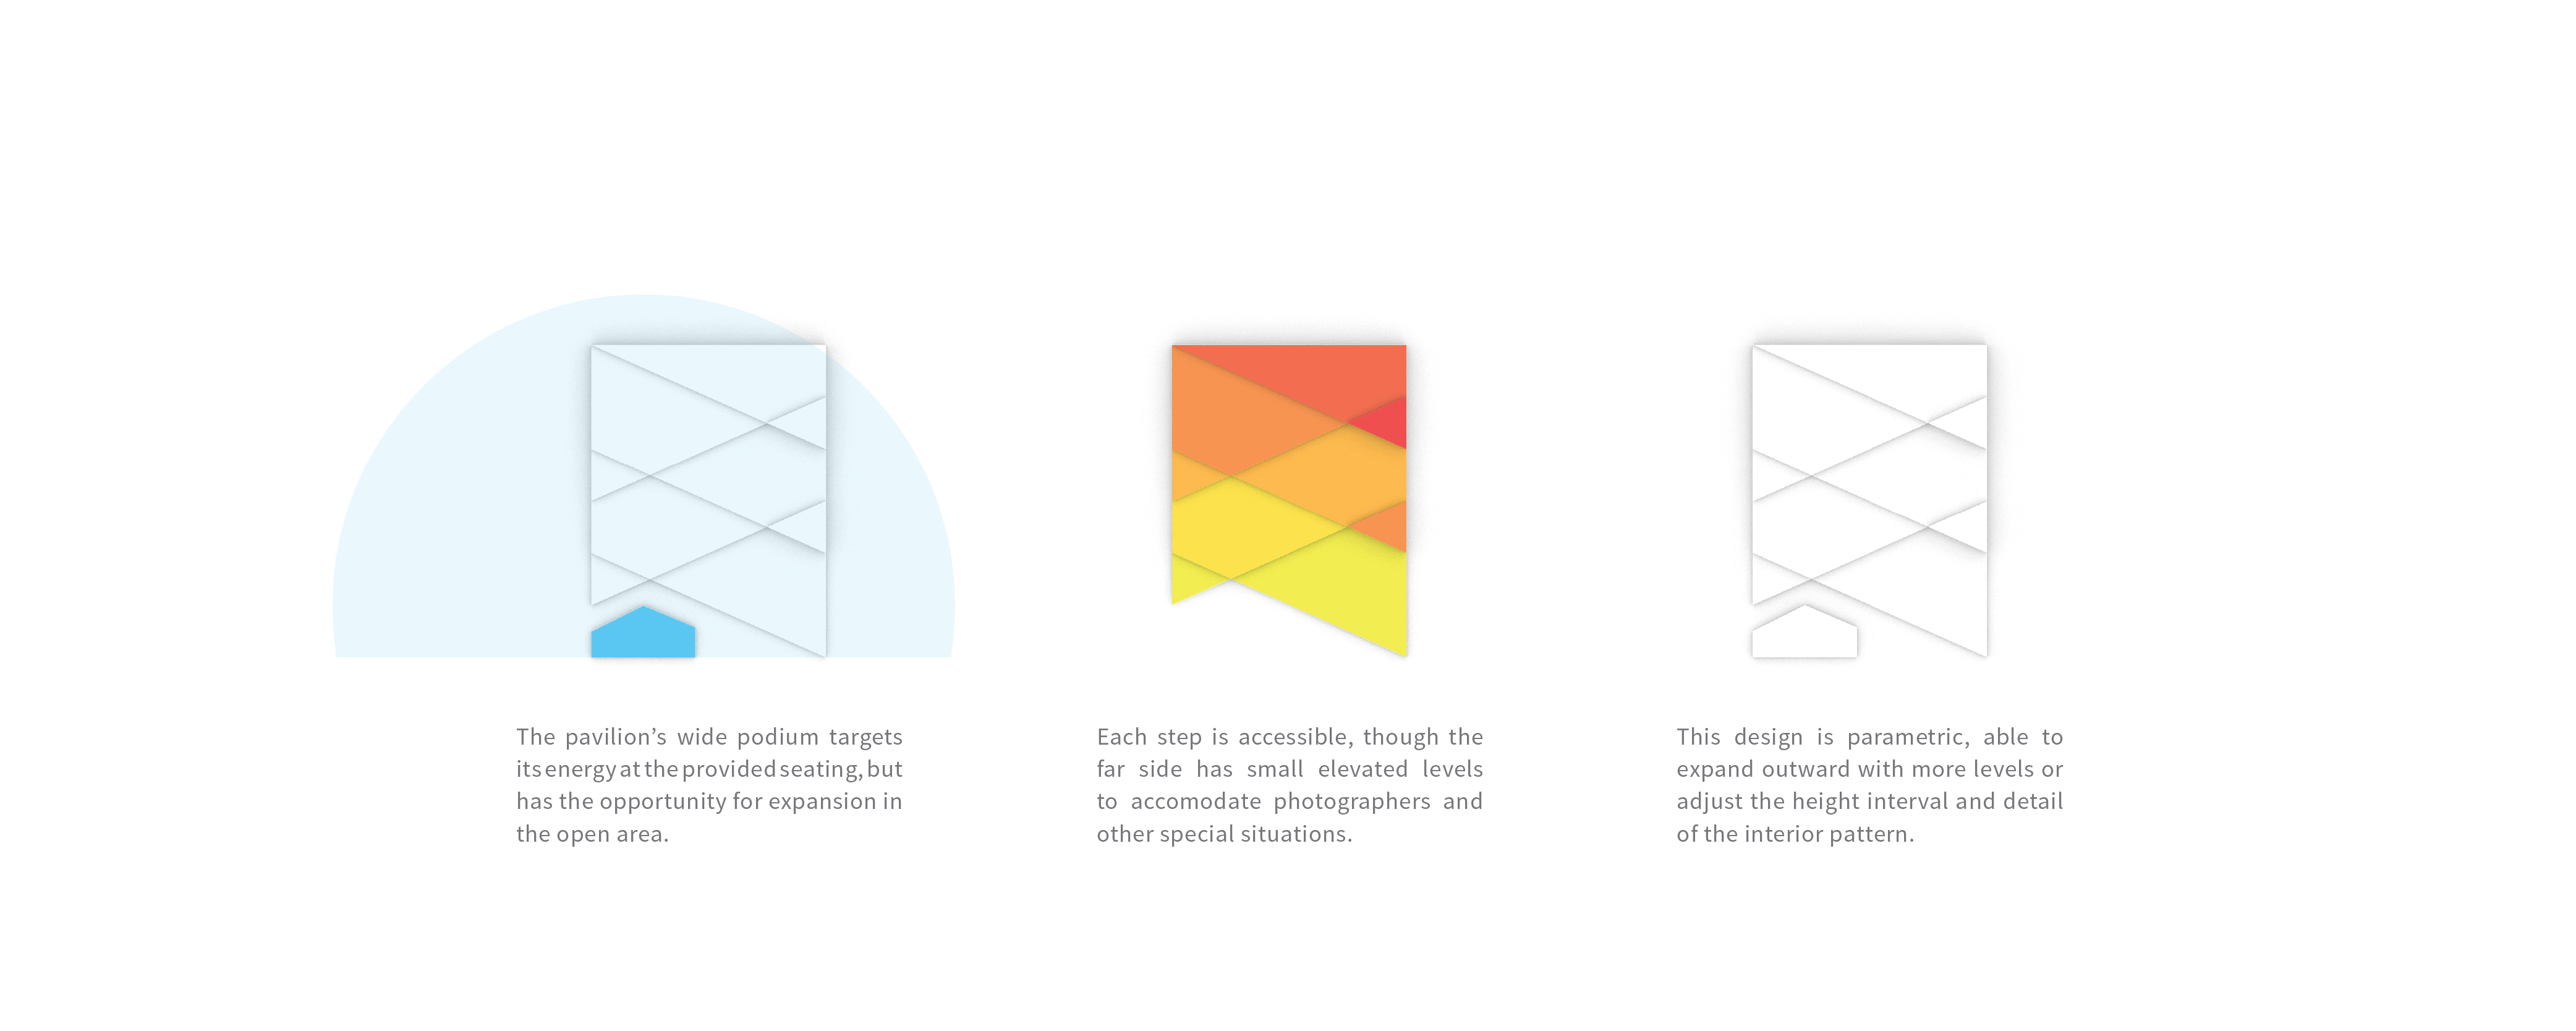 The pavilion’s wide podium targets
its energy at the provided seating, but
has the opportunity for expansion in
the open area.
Each step is accessible, though the
far side has small elevated levels
to accomodate photographers and
other special situations.
This design is parametric, able to
expand outward with more levels or
adjust the height interval and detail
of the interior pattern.